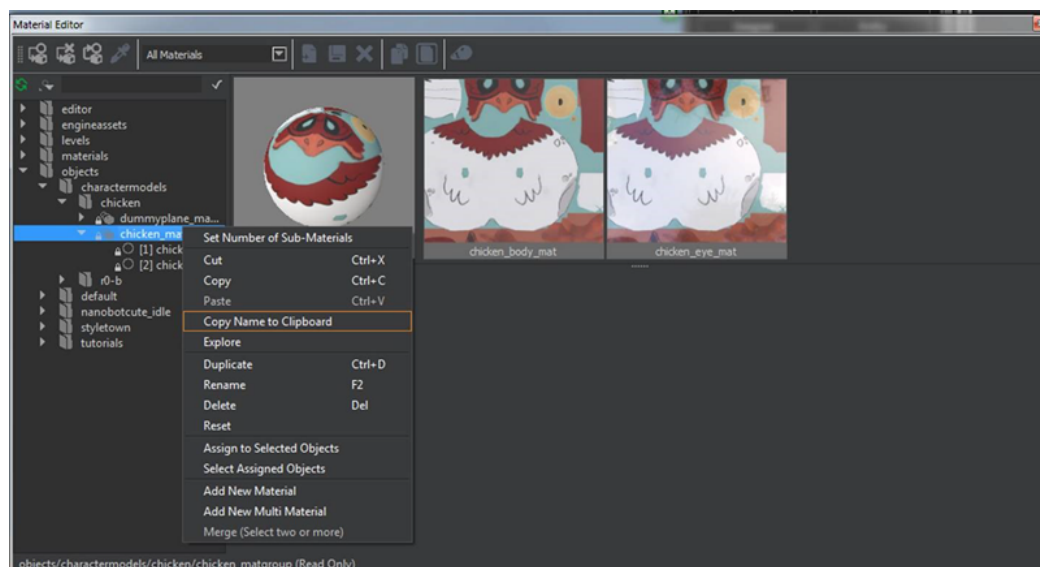 Material Editor
All Materials
editor
engineassets
levels
materials
objects
charactermodels
chicken
dummyplane_ma...
chicken_ma
[1] chick
[2] chick
r0-b
default
nanobotcute_idle
styletown
tutorials
Set Number of Sub-Materials
Cut Ctrl+X
Copy Ctrl+C
Paste Ctrl+V
Copy Name to Clipboard
Explore
Duplicate Ctrl+D
Rename F2
Delete Del
Reset
Assign to Selected Objects
Select Assigned Objects
Add New Material
Add New Multi Material
Merge (Select two or more)
chicken_body_mat
chicken_eye_mat
objects/charactermodels/chicken/chicken_matgroup (Read Only)